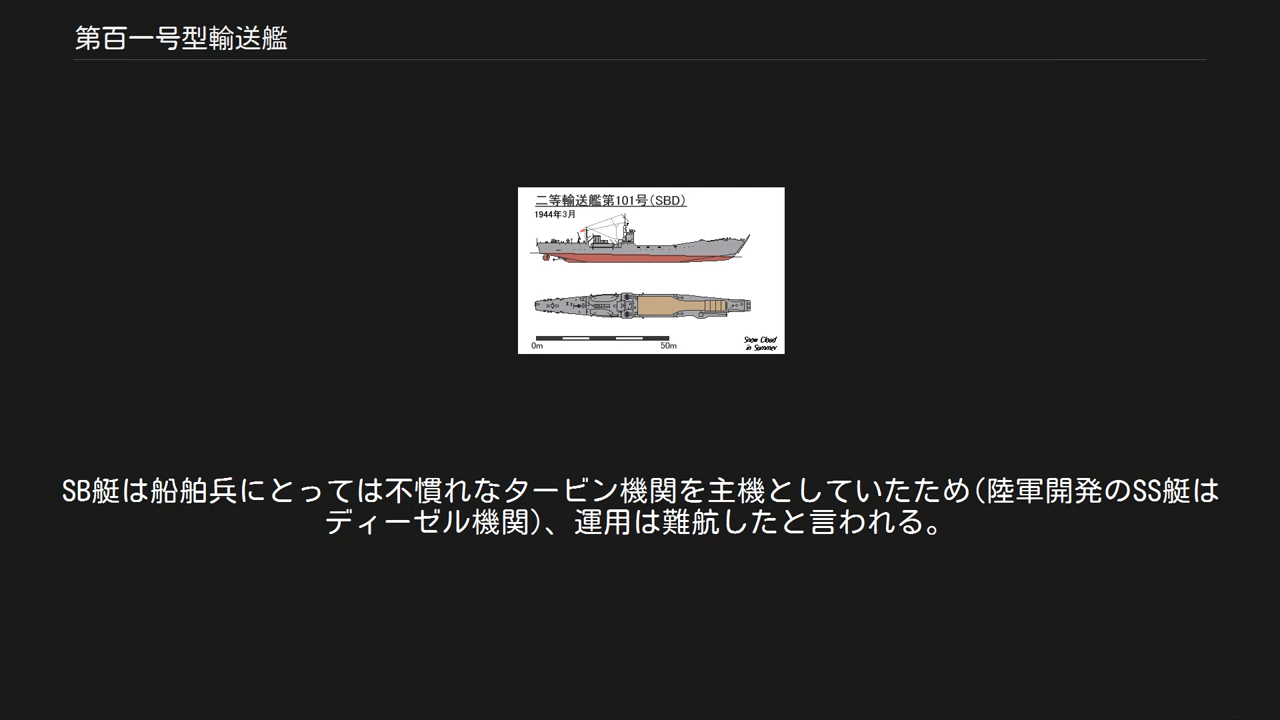 第百一号型輸送艦
二等輸送艦第101号(SBD)
1944年3月
0m
50m
Snow Cloud
in Summer
SB艇は船舶兵にとっては不慣れなタービン機関を主機としていたため(陸軍開発のSS艇は
ディーゼル機関)、運用は難航したと言われる。